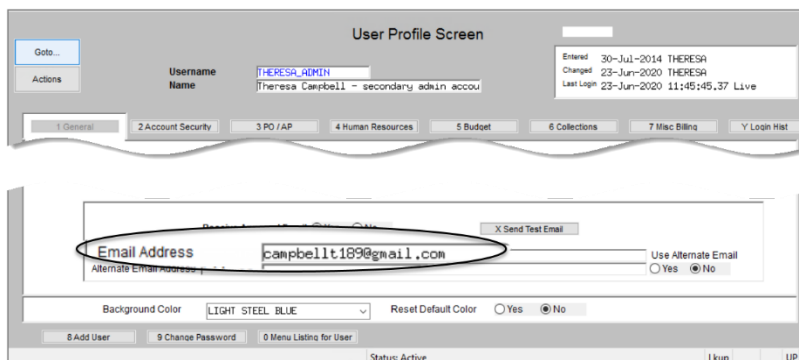 User Profile Screen
Goto...
Actions
Username THERESA_ADMIN
Name Theresa Campbell - secondary admin accou
Entered 30-Jul-2014 THERESA
Changed 23-Jun-2020 THERESA
Last Login 23-Jun-2020 11:45:45.37 Live
1 General 2 Account Security 3 PO / AP 4 Human Resources 5 Budget 6 Collections 7 Misc Billing Y Login Hist
X Send Test Email
Email Address campbellt189@gmail.com
Use Alternate Email
Alternate Email Address Yes No
Background Color LIGHT STEEL BLUE Reset Default Color Yes No
8 Add User 9 Change Password 0 Menu Listing for User
Status: Active Lkup UP